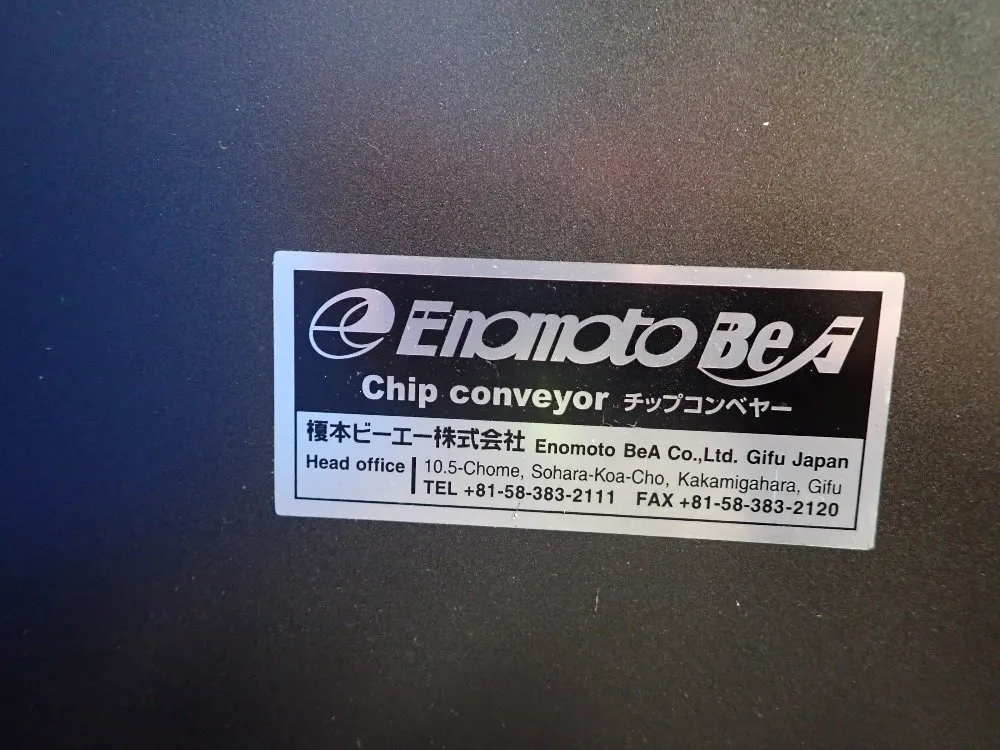 Enomoto BeA
Chip conveyor チップコンベヤー
榎本ビーエー株式会社 Enomoto BeA Co.,Ltd. Gifu Japan
Head office 10.5-Chome, Sohara-Koa-Cho, Kakamigahara, Gifu
TEL +81-58-383-2111 FAX +81-58-383-2120